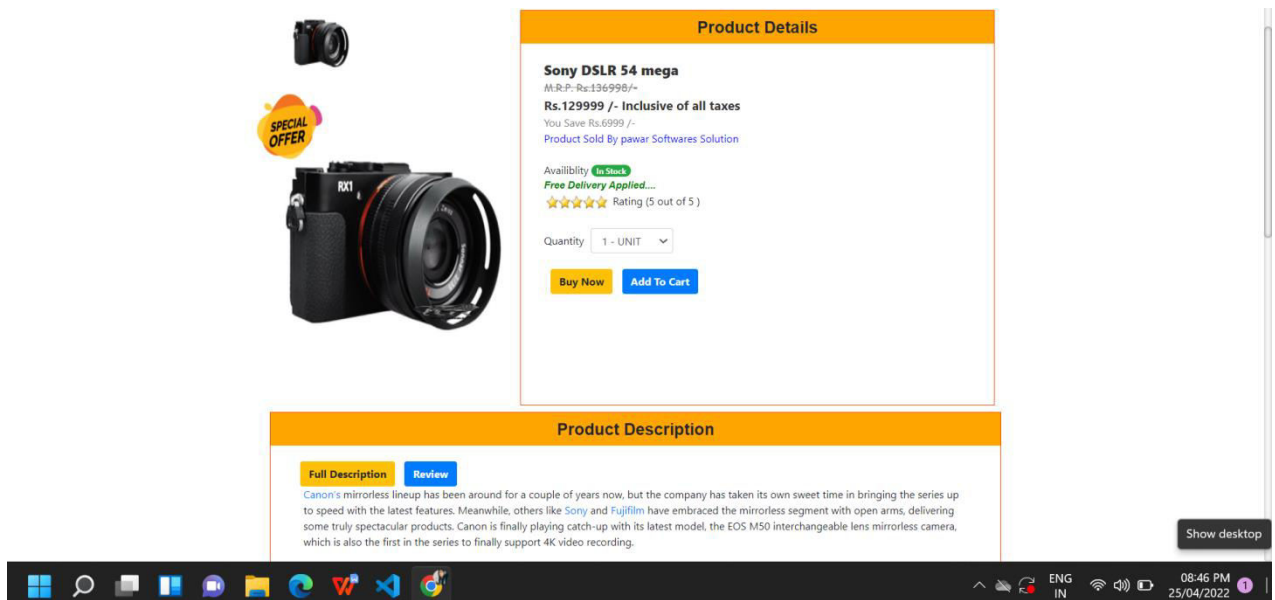 Product Details
Sony DSLR 54 mega
M.R.P. Rs.136998/-
Rs.129999 /- Inclusive of all taxes
You Save Rs.6999 /-
Product Sold By pawar Softwares Solution
Availiblity In Stock
Free Delivery Applied....
Rating (5 out of 5 )
Quantity 1 - UNIT
Buy Now Add To Cart
SPECIAL
OFFER
RX1
Product Description
Full Description Review
Canon's mirrorless lineup has been around for a couple of years now, but the company has taken its own sweet time in bringing the series up
to speed with the latest features. Meanwhile, others like Sony and Fujifilm have embraced the mirrorless segment with open arms, delivering
some truly spectacular products. Canon is finally playing catch-up with its latest model, the EOS M50 interchangeable lens mirrorless camera,
which is also the first in the series to finally support 4K video recording.
Show desktop
ENG
IN
08:46 PM
25/04/2022
1